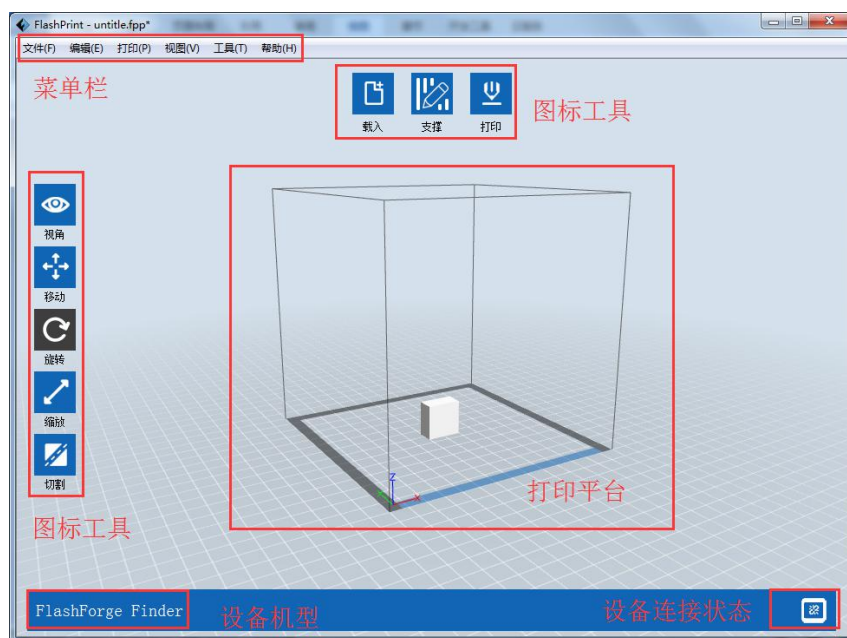 FlashPrint - untitle.fpp*
文件(F) 编辑(E) 打印(P) 视图(V) 工具(T) 帮助(H)
菜单栏
载入 支撑 打印
图标工具
视角
移动
旋转
缩放
切割
图标工具
Z
X
打印平台
FlashForge Finder
设备机型
设备连接状态